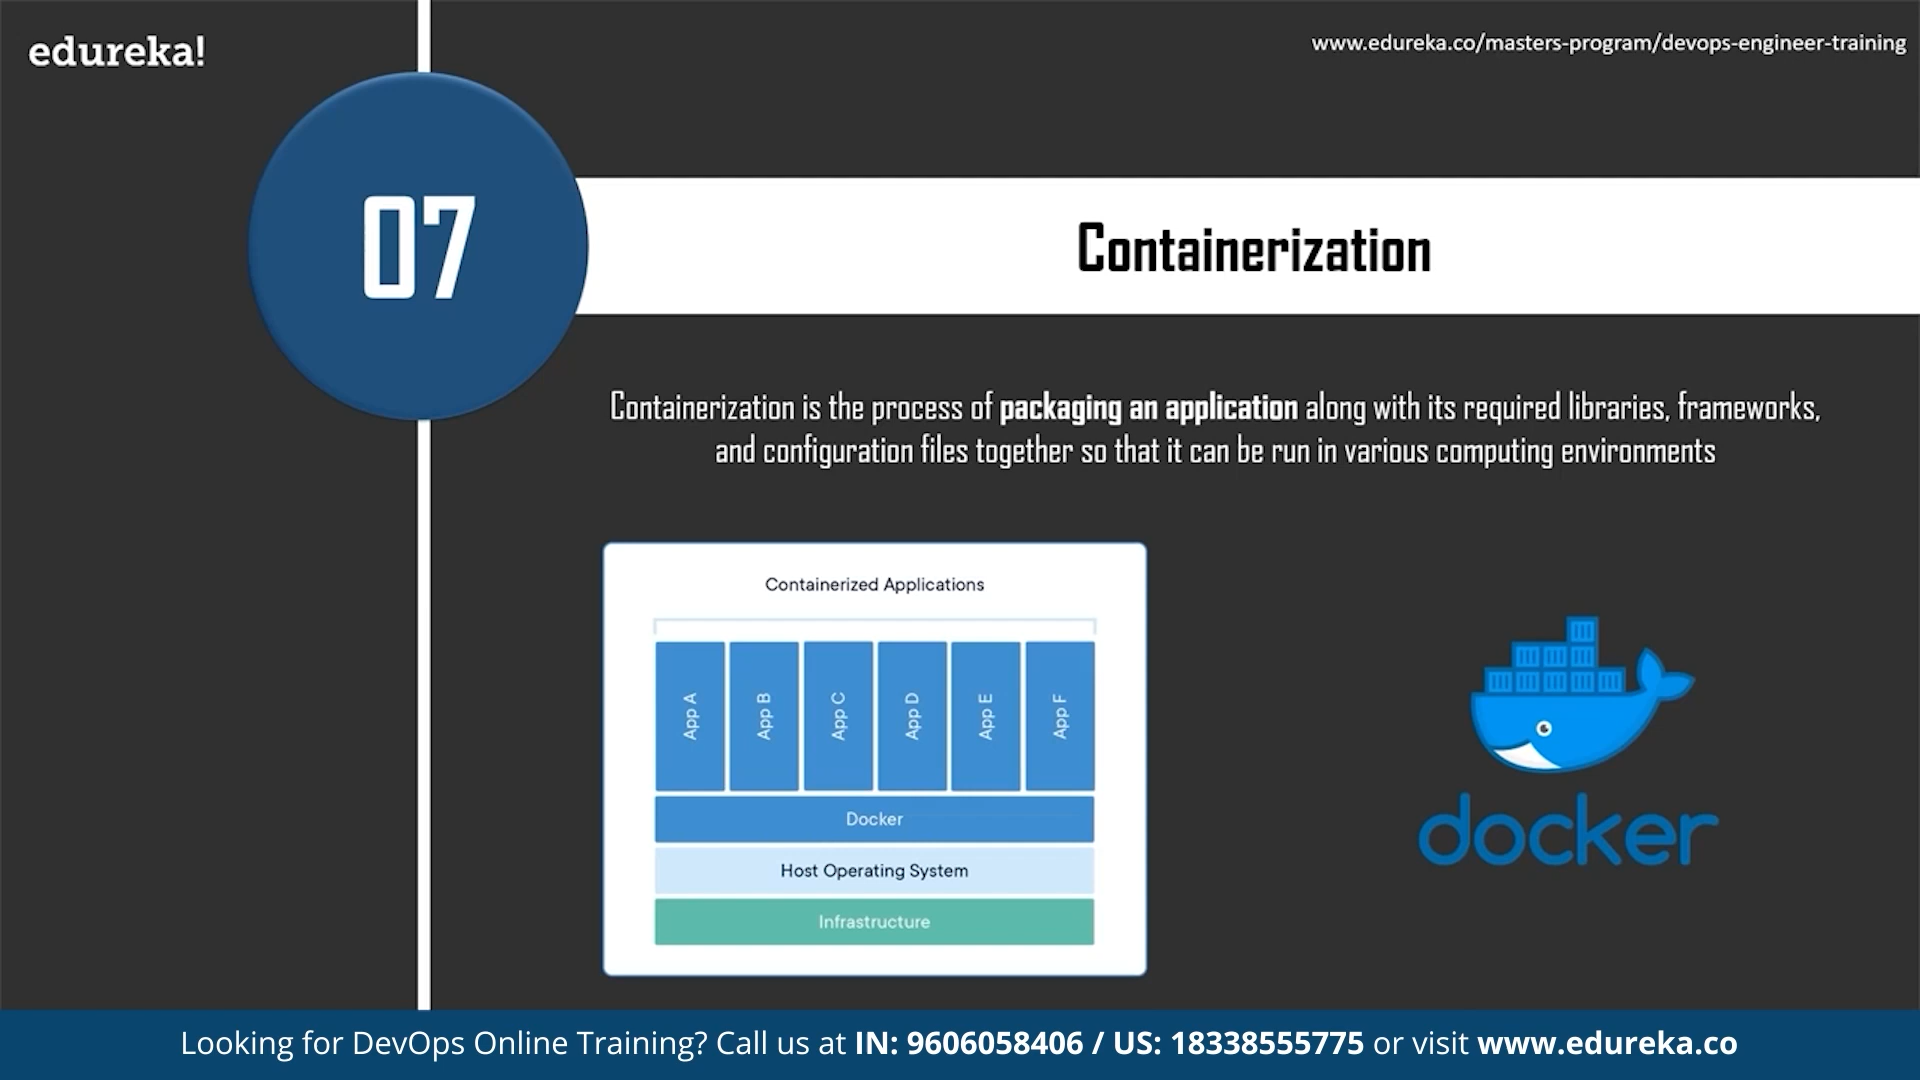 edureka!
www.edureka.co/masters-program/devops-engineer-training
07
Containerization
Containerization is the process of packaging an application along with its required libraries, frameworks,
and configuration files together so that it can be run in various computing environments
Containerized Applications
App A
App B
App C
App D
App E
App F
Docker
Host Operating System
Infrastructure
docker
Looking for DevOps Online Training? Call us at IN: 9606058406 / US: 18338555775 or visit www.edureka.co